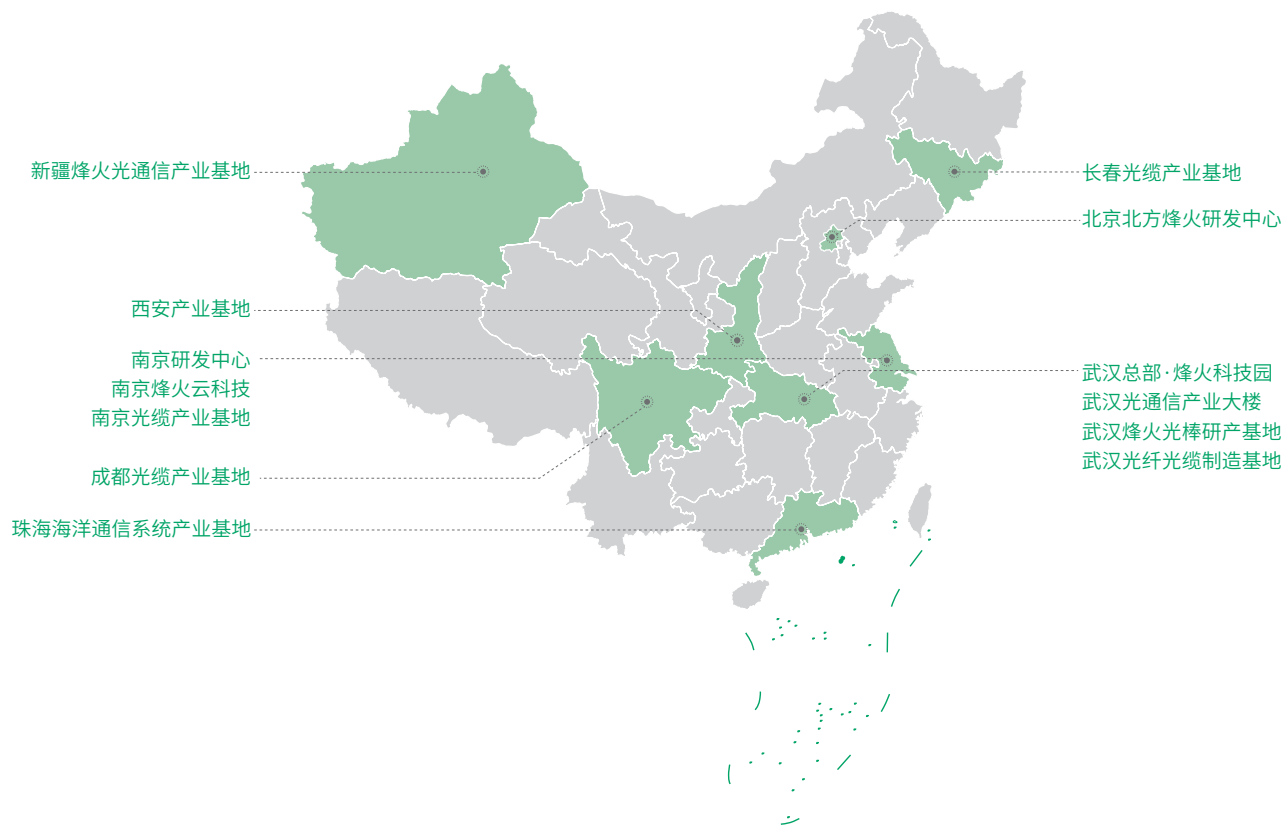 新疆烽火光通信产业基地
西安产业基地
南京研发中心
南京烽火云科技
南京光缆产业基地
成都光缆产业基地
珠海海洋通信系统产业基地
长春光缆产业基地
北京北方烽火研发中心
武汉总部·烽火科技园
武汉光通信产业大楼
武汉烽火光棒研产基地
武汉光纤光缆制造基地